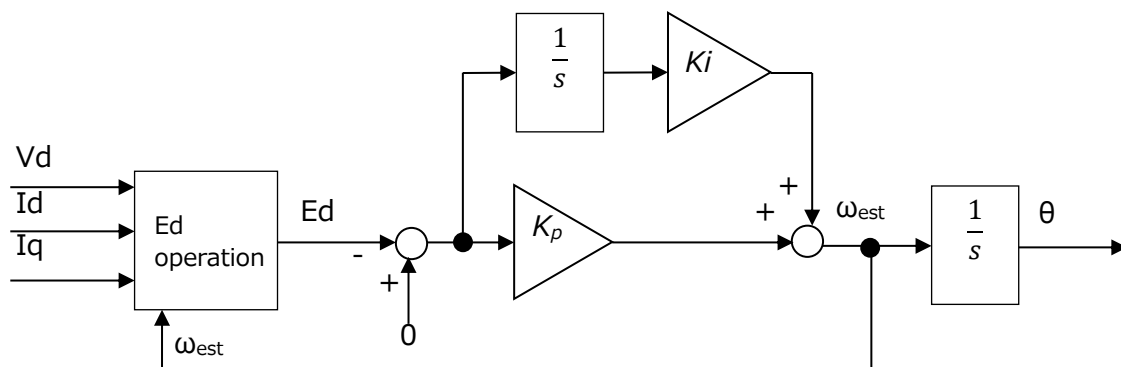 1
s
Ki
Vd
Id
Iq
Ed
operation
Ed
-
+
0
Kp
+
+
ωest
1
s
θ
ωest